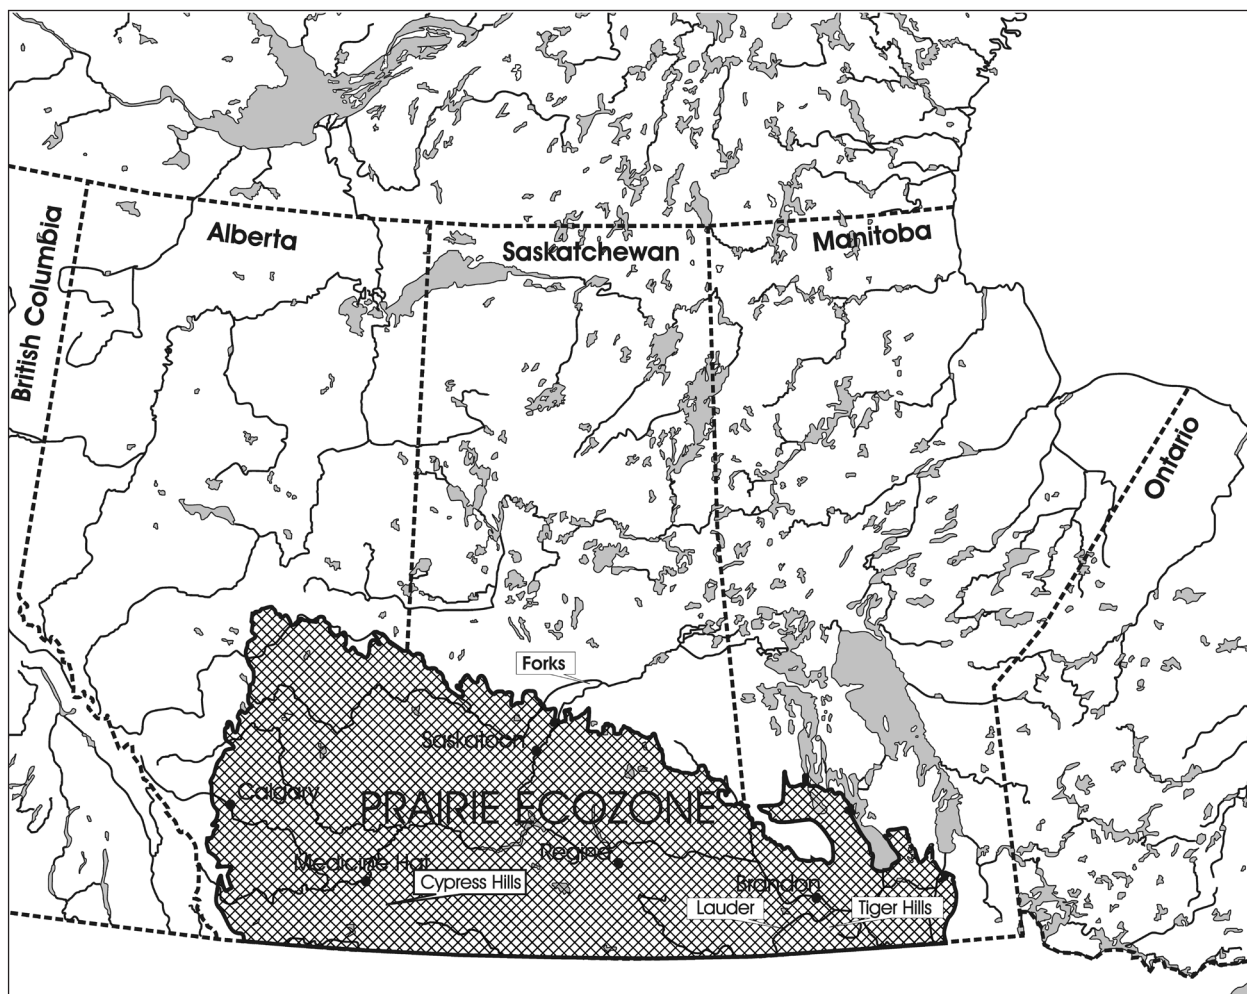 British Columbia
Alberta
Saskatchewan
Manitoba
Ontario
Forks
Saskatoon
Calgary
PRAIRIE ECOZONE
Medicine Hat
Regina
Cypress Hills
Brandon
Lauder
Tiger Hills